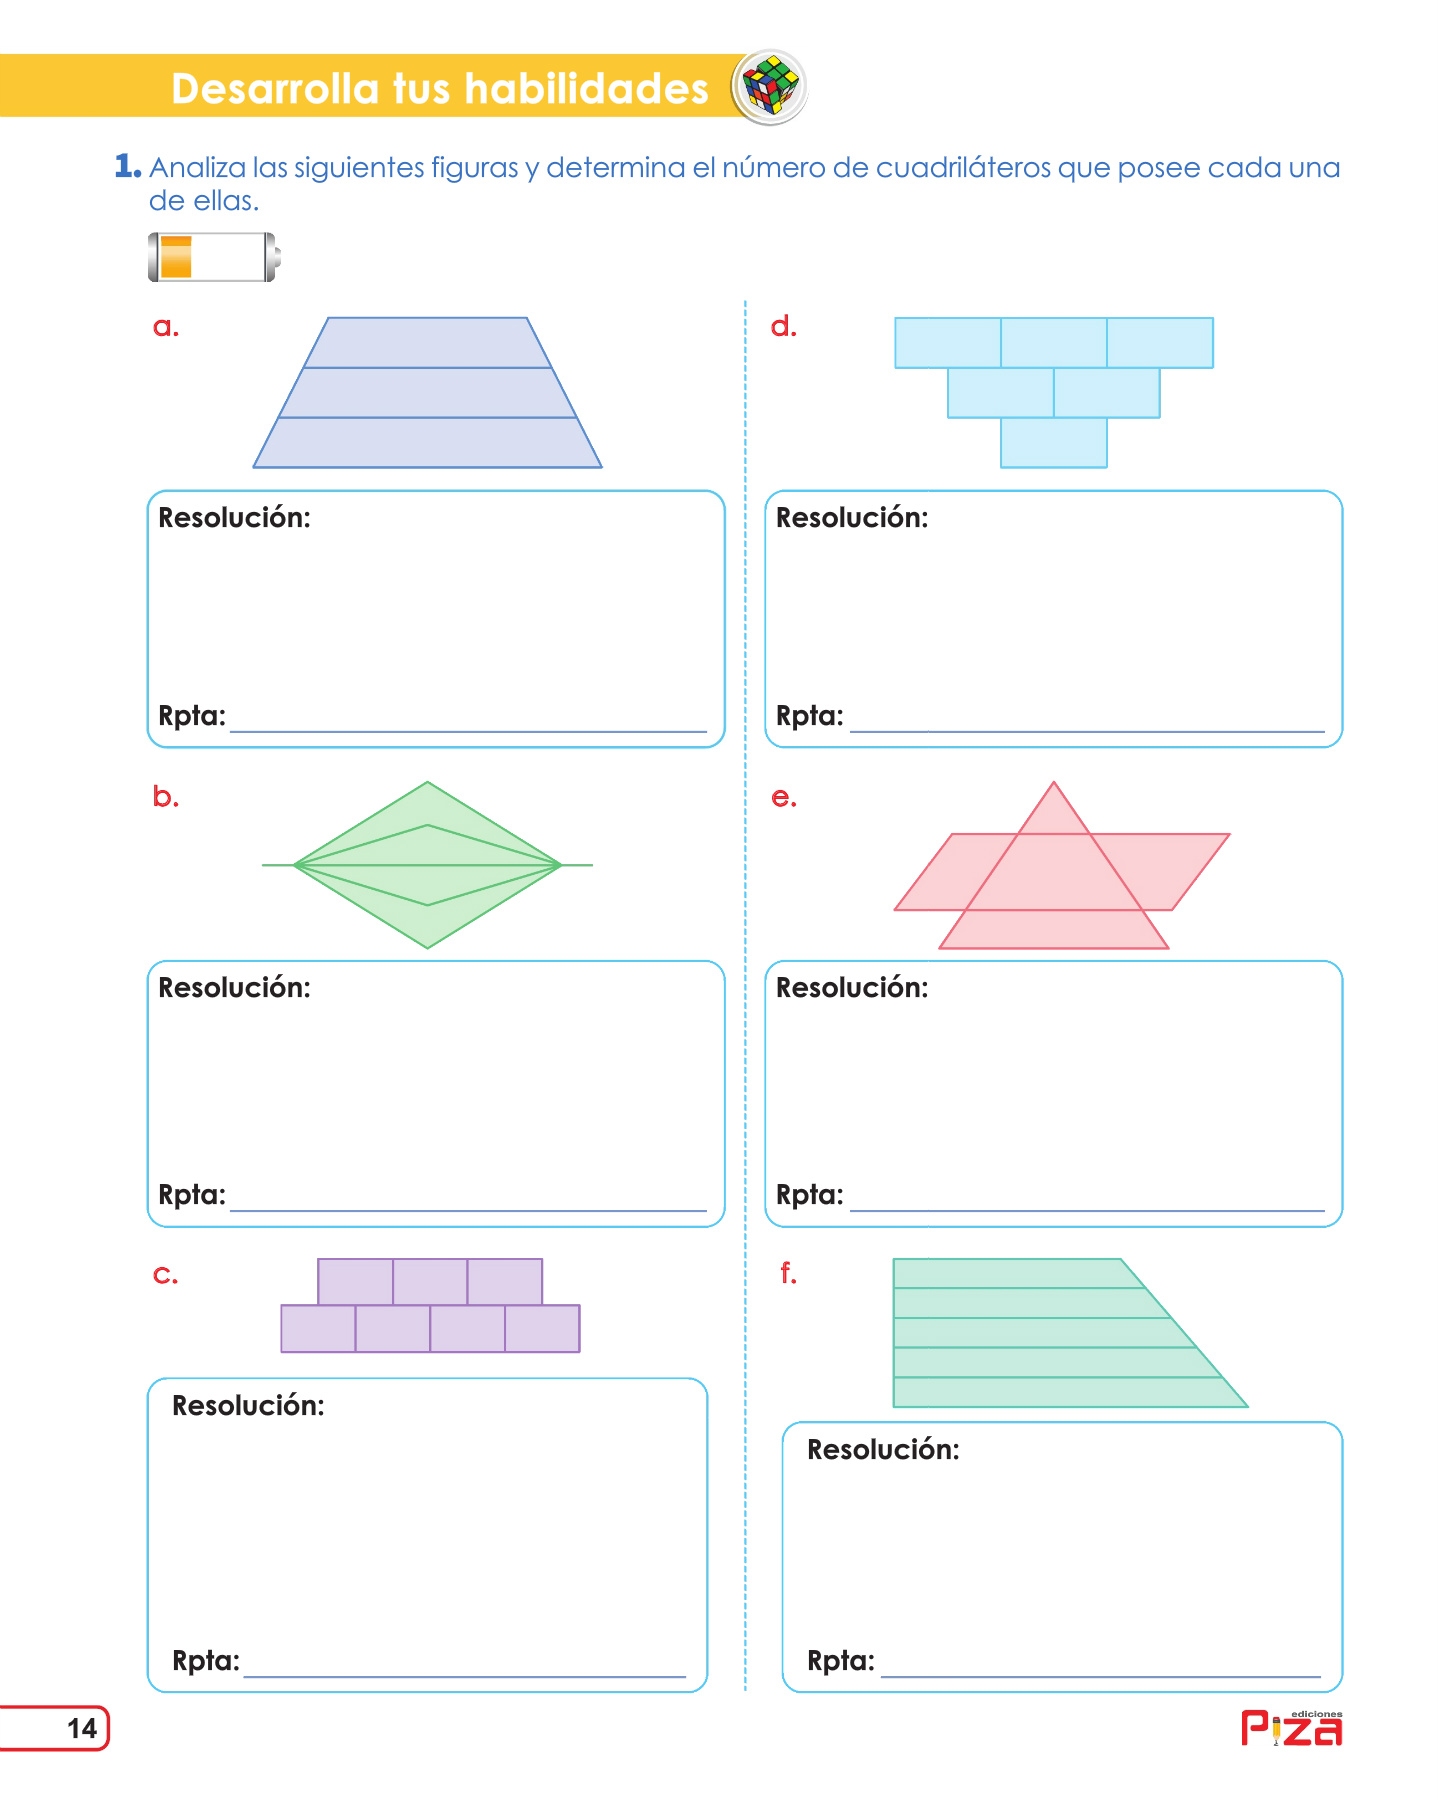 Desarrolla tus habilidades
1. Analiza las siguientes figuras y determina el número de cuadriláteros que posee cada una
de ellas.
a.
Resolución:
Rpta:
b.
Resolución:
Rpta:
c.
Resolución:
Rpta:
d.
Resolución:
Rpta:
e.
Resolución:
Rpta:
f.
Resolución:
Rpta:
14
ediciones
Piza